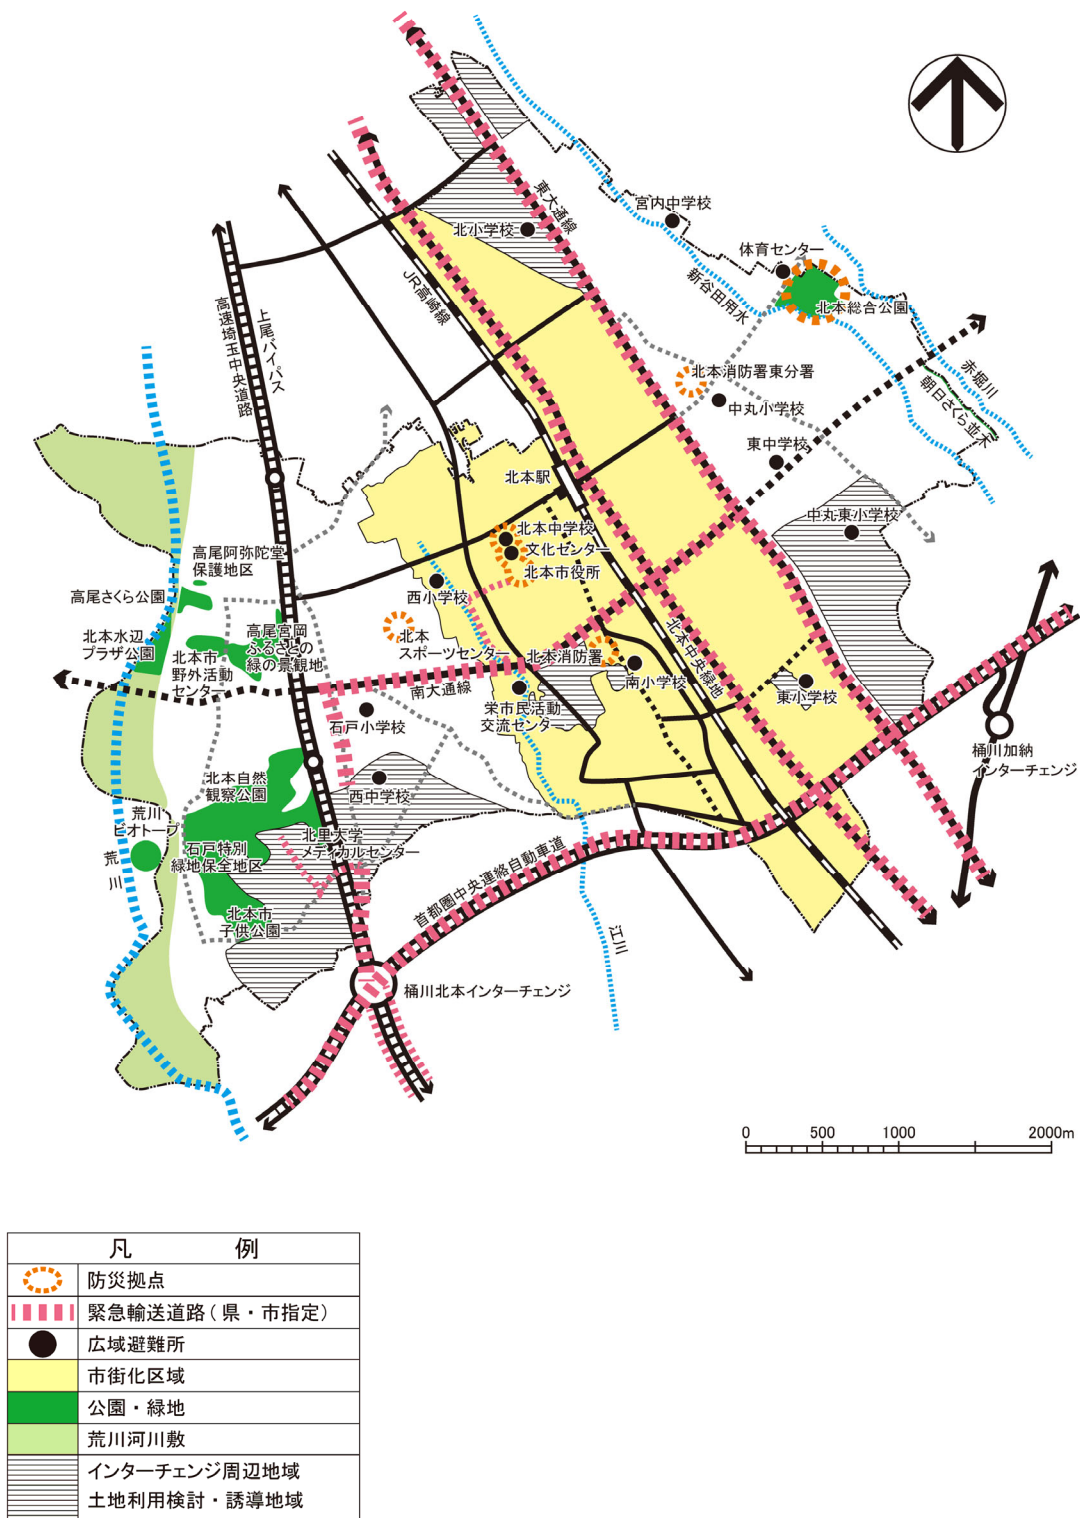 東大通線
宮内中学校
北小学校
体育センター
新谷田用水
北本総合公園
JR高崎線
上尾バイパス
高速埼玉中央道路
赤堀川
朝日さくら並木
北本消防署東分署
中丸小学校
東中学校
北本駅
中丸東小学校
北本中学校
文化センター
北本市役所
高尾阿弥陀堂
保護地区
高尾さくら公園
西小学校
北本水辺
プラザ公園
高尾宮岡
ふるさとの
緑の景観地
北本
スポーツセンター
北本市
野外活動
センター
北本消防署
北本中央緑地
南大通線
南小学校
東小学校
栄市民活動
交流センター
石戸小学校
桶川加納
インターチェンジ
北本自然
観察公園
西中学校
荒川
ビオトープ
北里大学
メディカルセンター
石戸特別
緑地保全地区
荒川
首都圏中央連絡自動車道
北本市
子供公園
江川
桶川北本インターチェンジ
0 500 1000 2000m
凡 例
防災拠点
緊急輸送道路(県・市指定)
広域避難所
市街化区域
公園・緑地
荒川河川敷
インターチェンジ周辺地域
土地利用検討・誘導地域